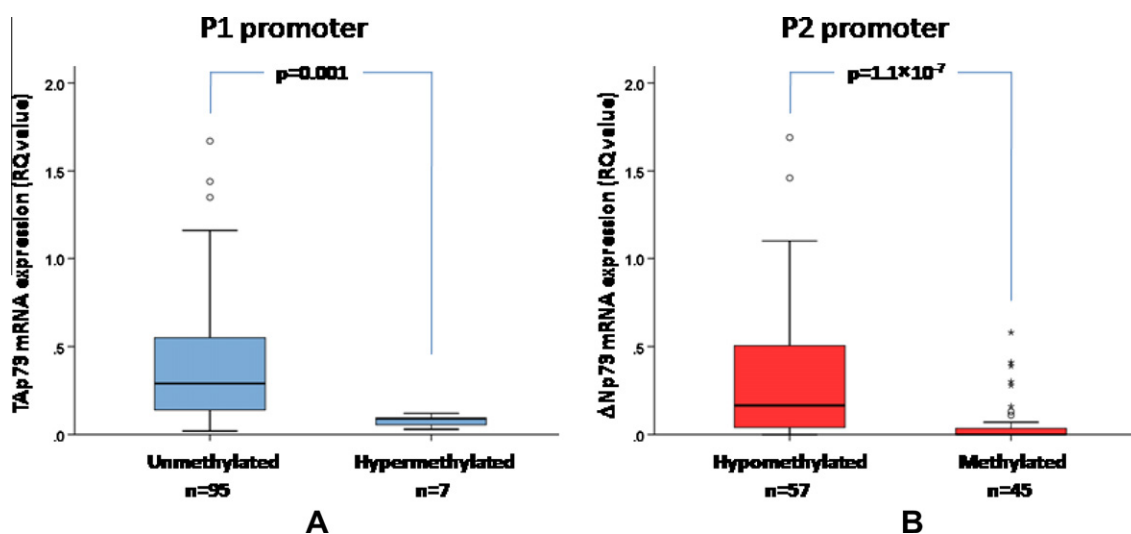 P1 promoter
p=0.001
TAp73 mRNA expression (RQ value)
2.0
1.5
1.0
.5
.0
Unmethylated
n=95
Hypermethylated
n=7
A
P2 promoter
p=1.1×10-7
ΔNp73 mRNA expression (RQ value)
2.0
1.5
1.0
.5
.0
Hypomethylated
n=57
Methylated
n=45
B